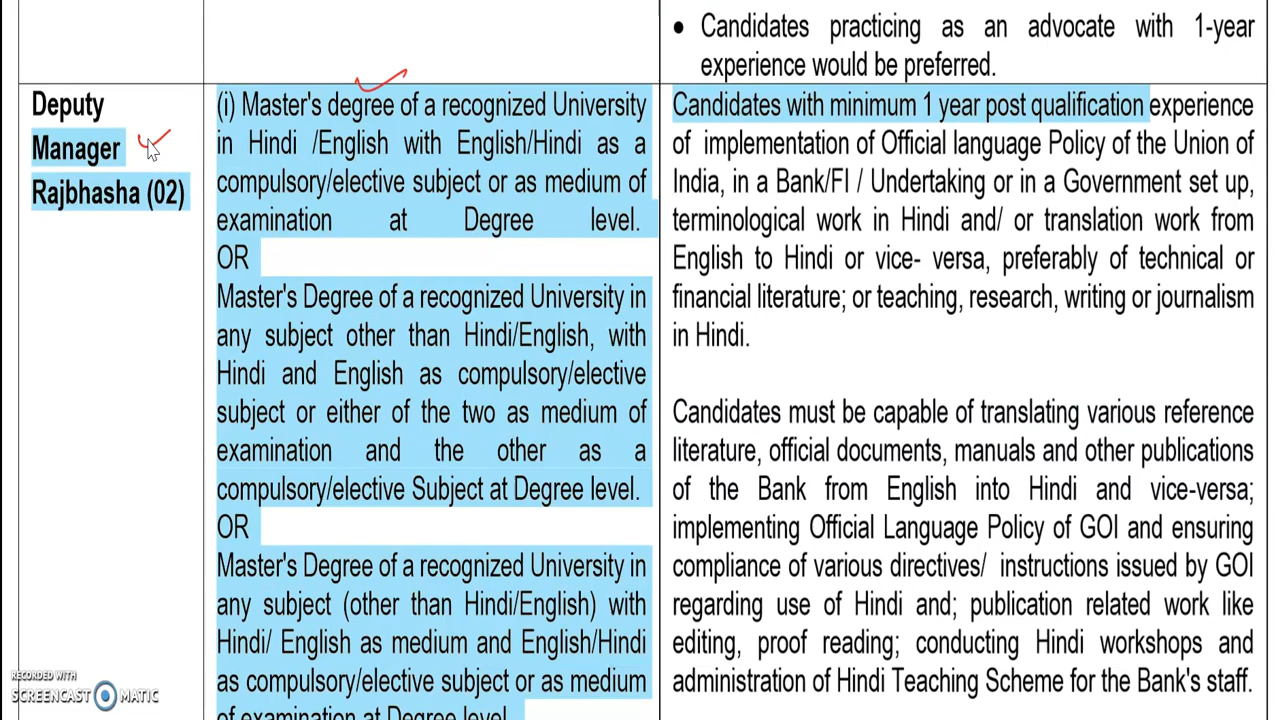 • Candidates practicing as an advocate with 1-year
experience would be preferred.
Deputy
Manager
Rajbhasha (02)
(i) Master's degree of a recognized University
in Hindi /English with English/Hindi as a
compulsory/elective subject or as medium of
examination at Degree level.
OR
Master's Degree of a recognized University in
any subject other than Hindi/English, with
Hindi and English as compulsory/elective
subject or either of the two as medium of
examination and the other as a
compulsory/elective Subject at Degree level.
OR
Master's Degree of a recognized University in
any subject (other than Hindi/English) with
Hindi/ English as medium and English/Hindi
as compulsory/elective subject or as medium
of examination at Degree level.
Candidates with minimum 1 year post qualification experience
of implementation of Official language Policy of the Union of
India, in a Bank/FI / Undertaking or in a Government set up,
terminological work in Hindi and/ or translation work from
English to Hindi or vice- versa, preferably of technical or
financial literature; or teaching, research, writing or journalism
in Hindi.
Candidates must be capable of translating various reference
literature, official documents, manuals and other publications
of the Bank from English into Hindi and vice-versa;
implementing Official Language Policy of GOI and ensuring
compliance of various directives/ instructions issued by GOI
regarding use of Hindi and; publication related work like
editing, proof reading; conducting Hindi workshops and
administration of Hindi Teaching Scheme for the Bank's staff.
RECORDED WITH
SCREENCAST MATIC